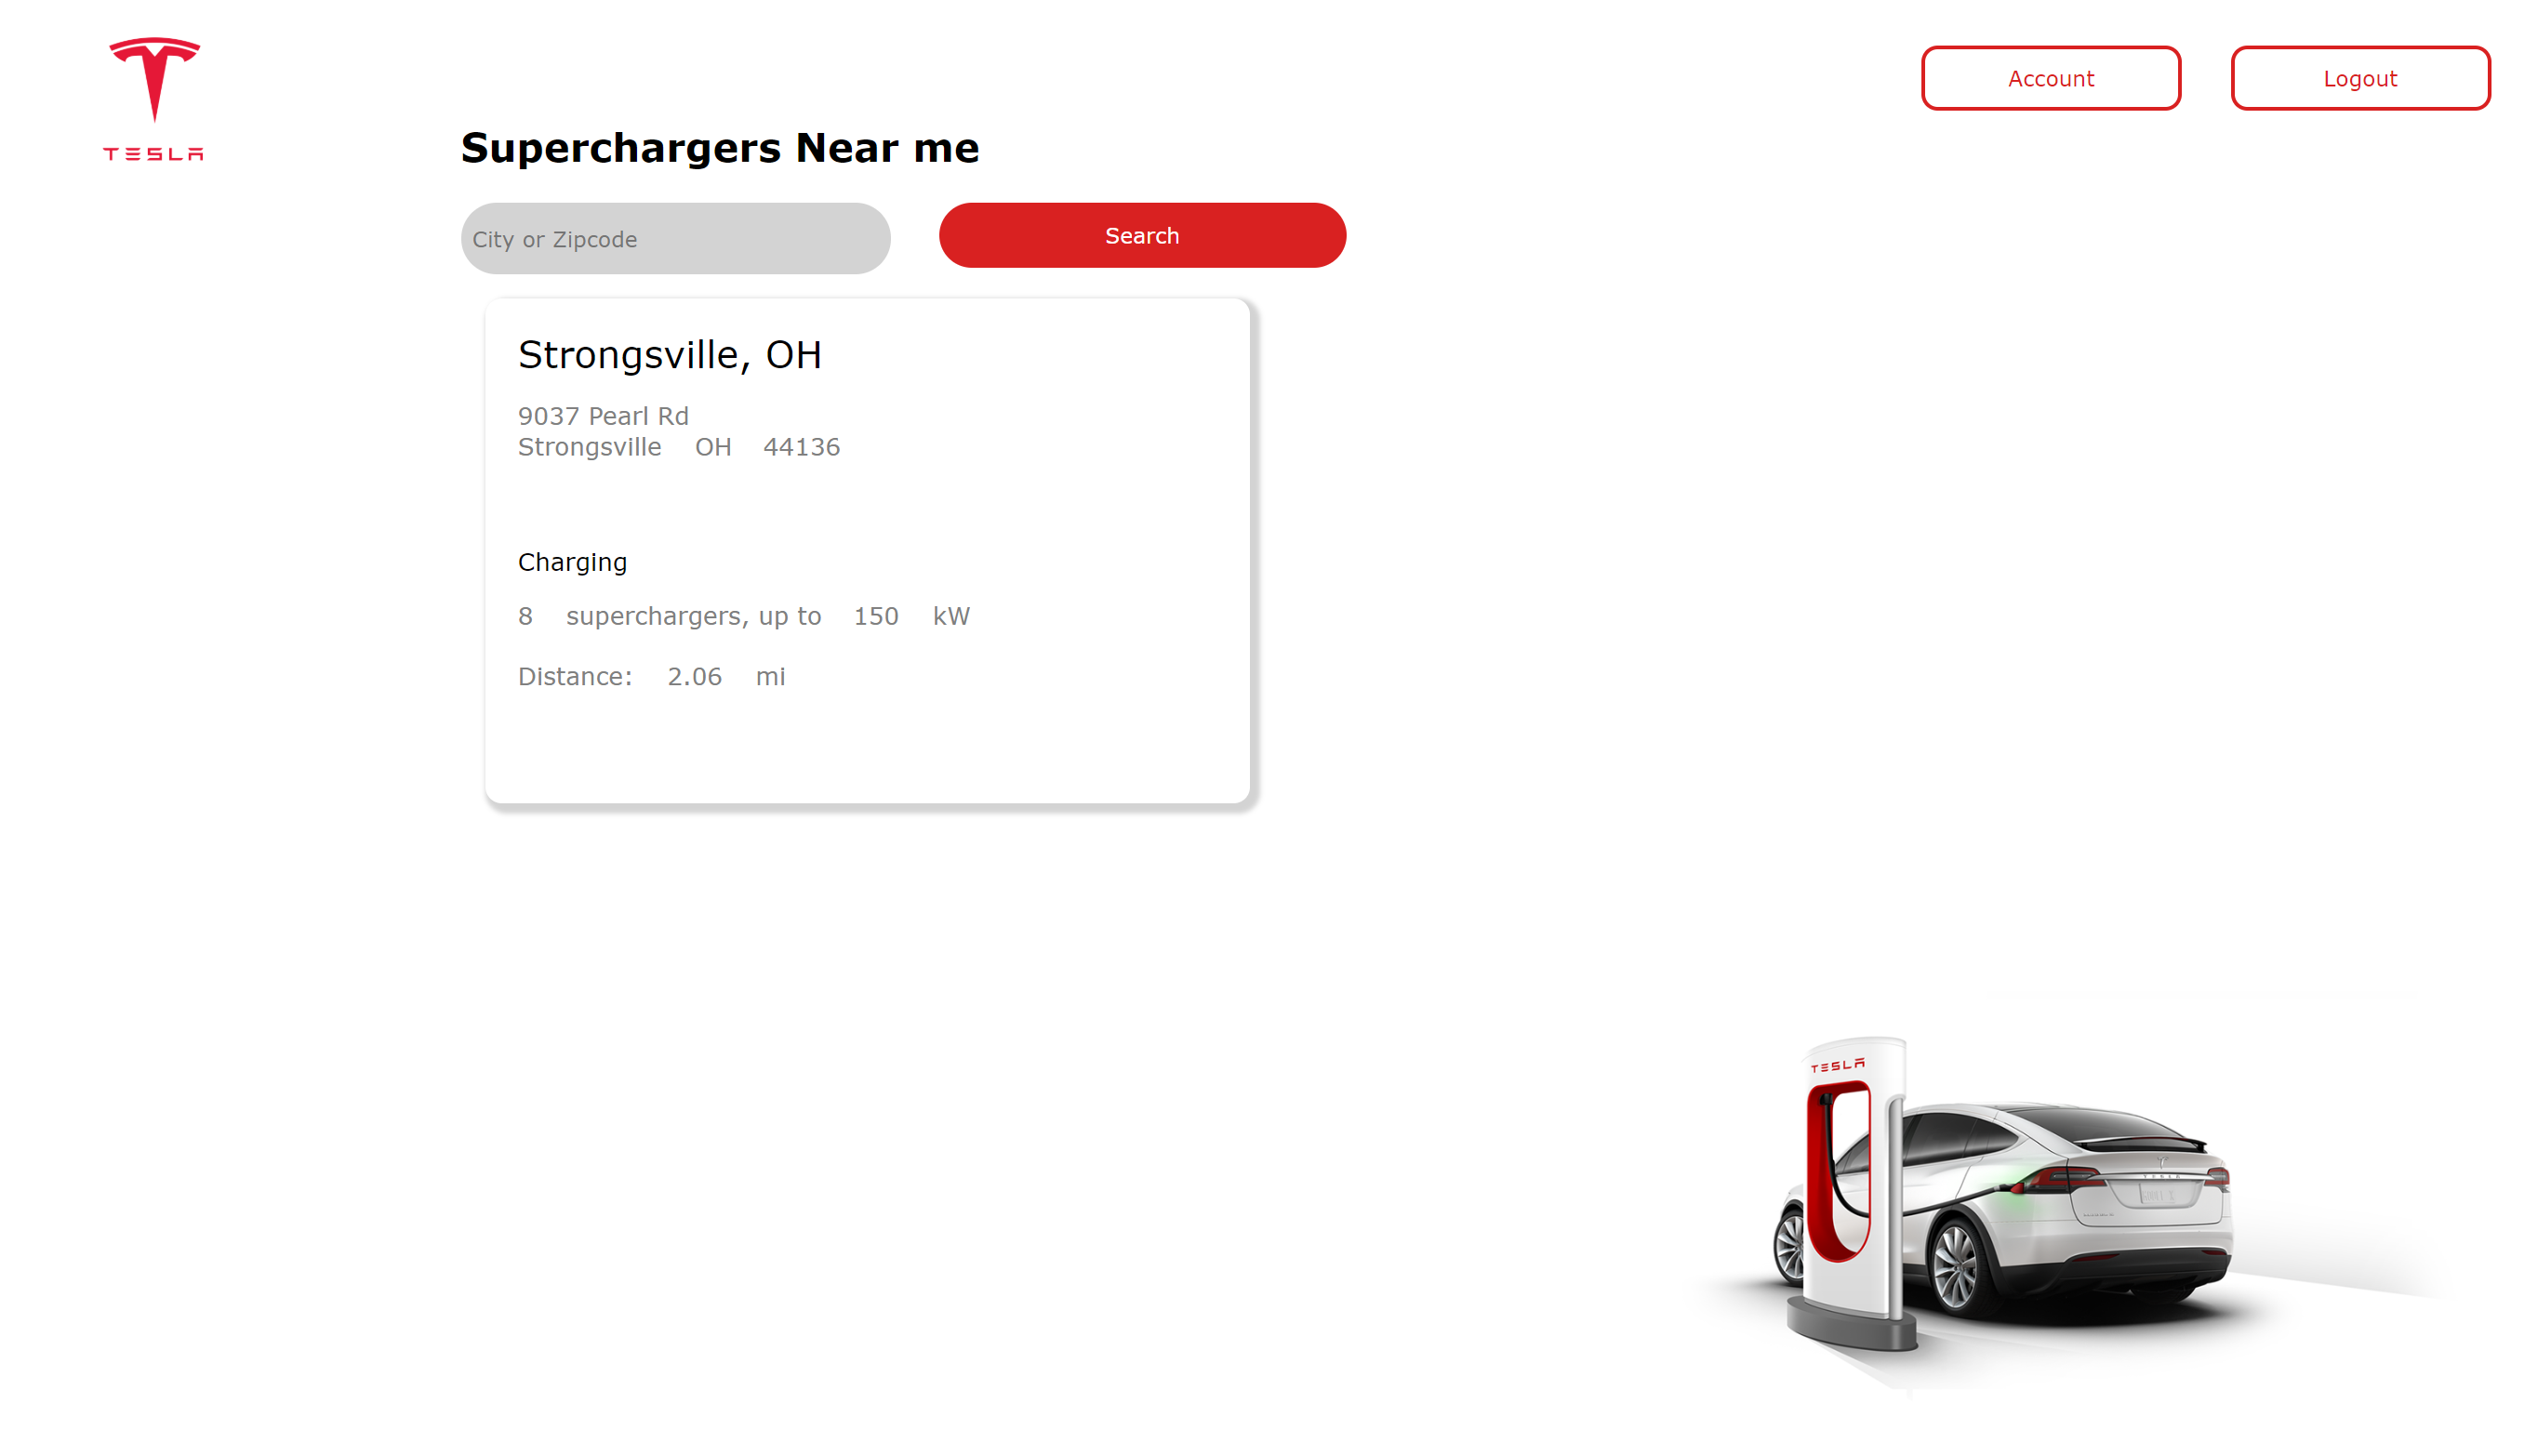 TESLA
Account
Logout
Superchargers Near me
City or Zipcode
Search
Strongsville, OH
9037 Pearl Rd
Strongsville OH 44136
Charging
8 superchargers, up to 150 kW
Distance: 2.06 mi
TESLA
TESLA